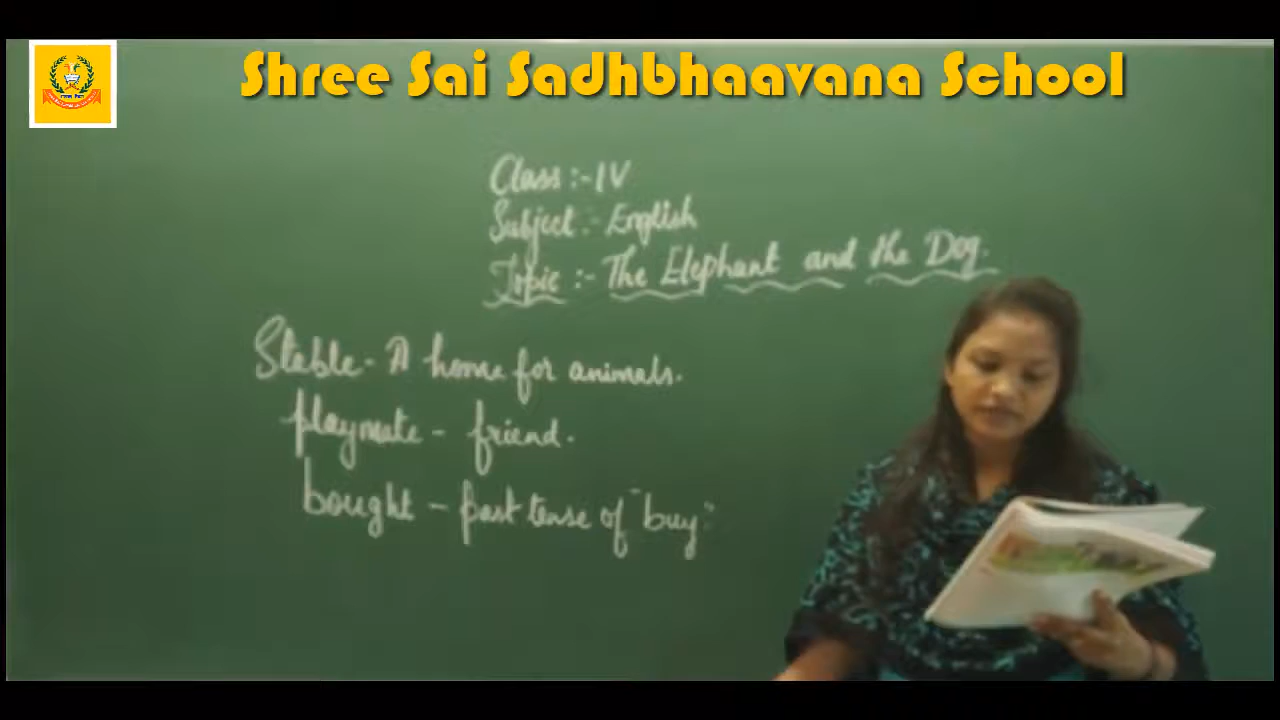 Shree Sai Sadhbhaavana School
Class :- IV
Subject :- English
Topic :- The Elephant and the Dog.
Stable - A home for animals.
playmate - friend.
bought - past tense of "buy."